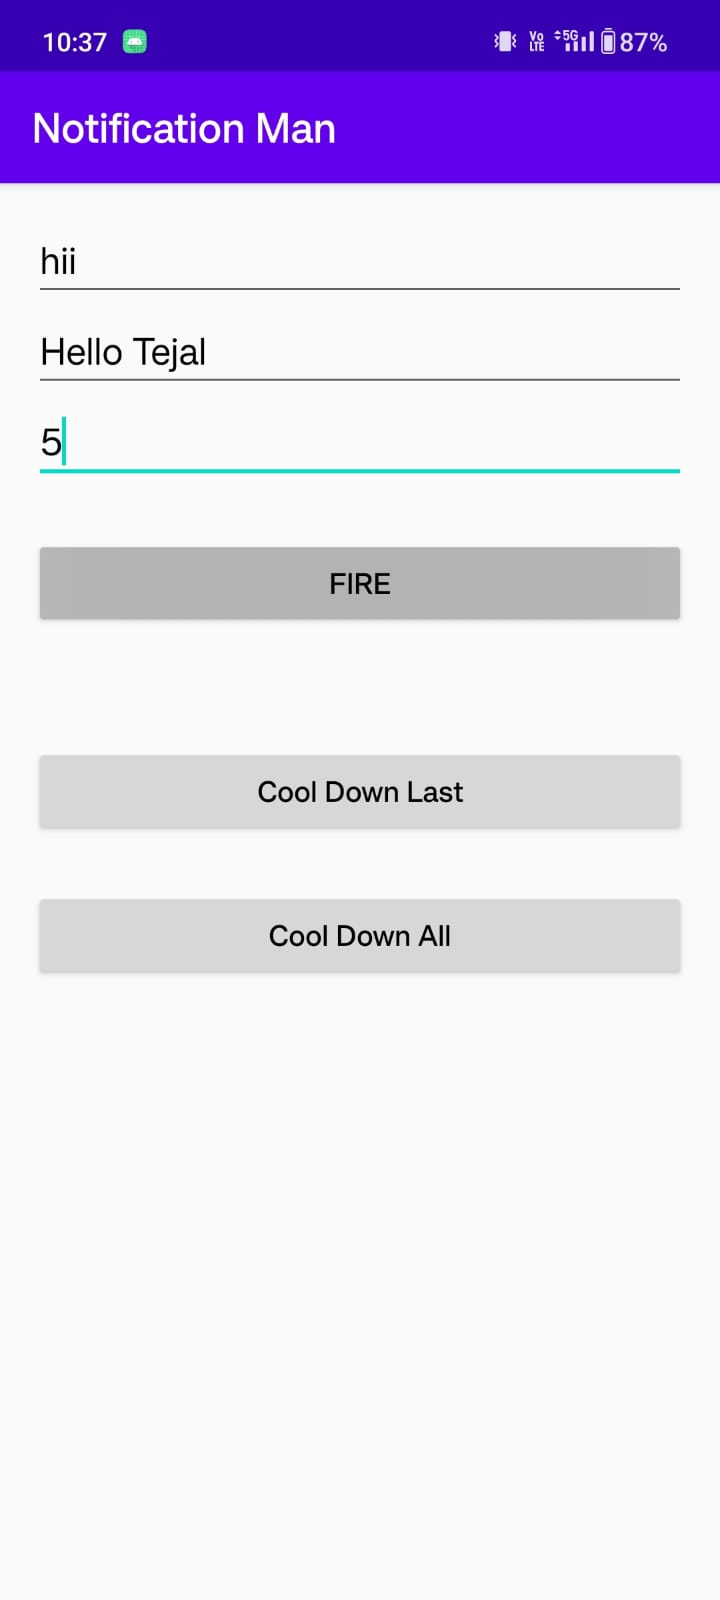 10:37 Vo LTE 5G 87%
Notification Man
hii
Hello Tejal
5
FIRE
Cool Down Last
Cool Down All